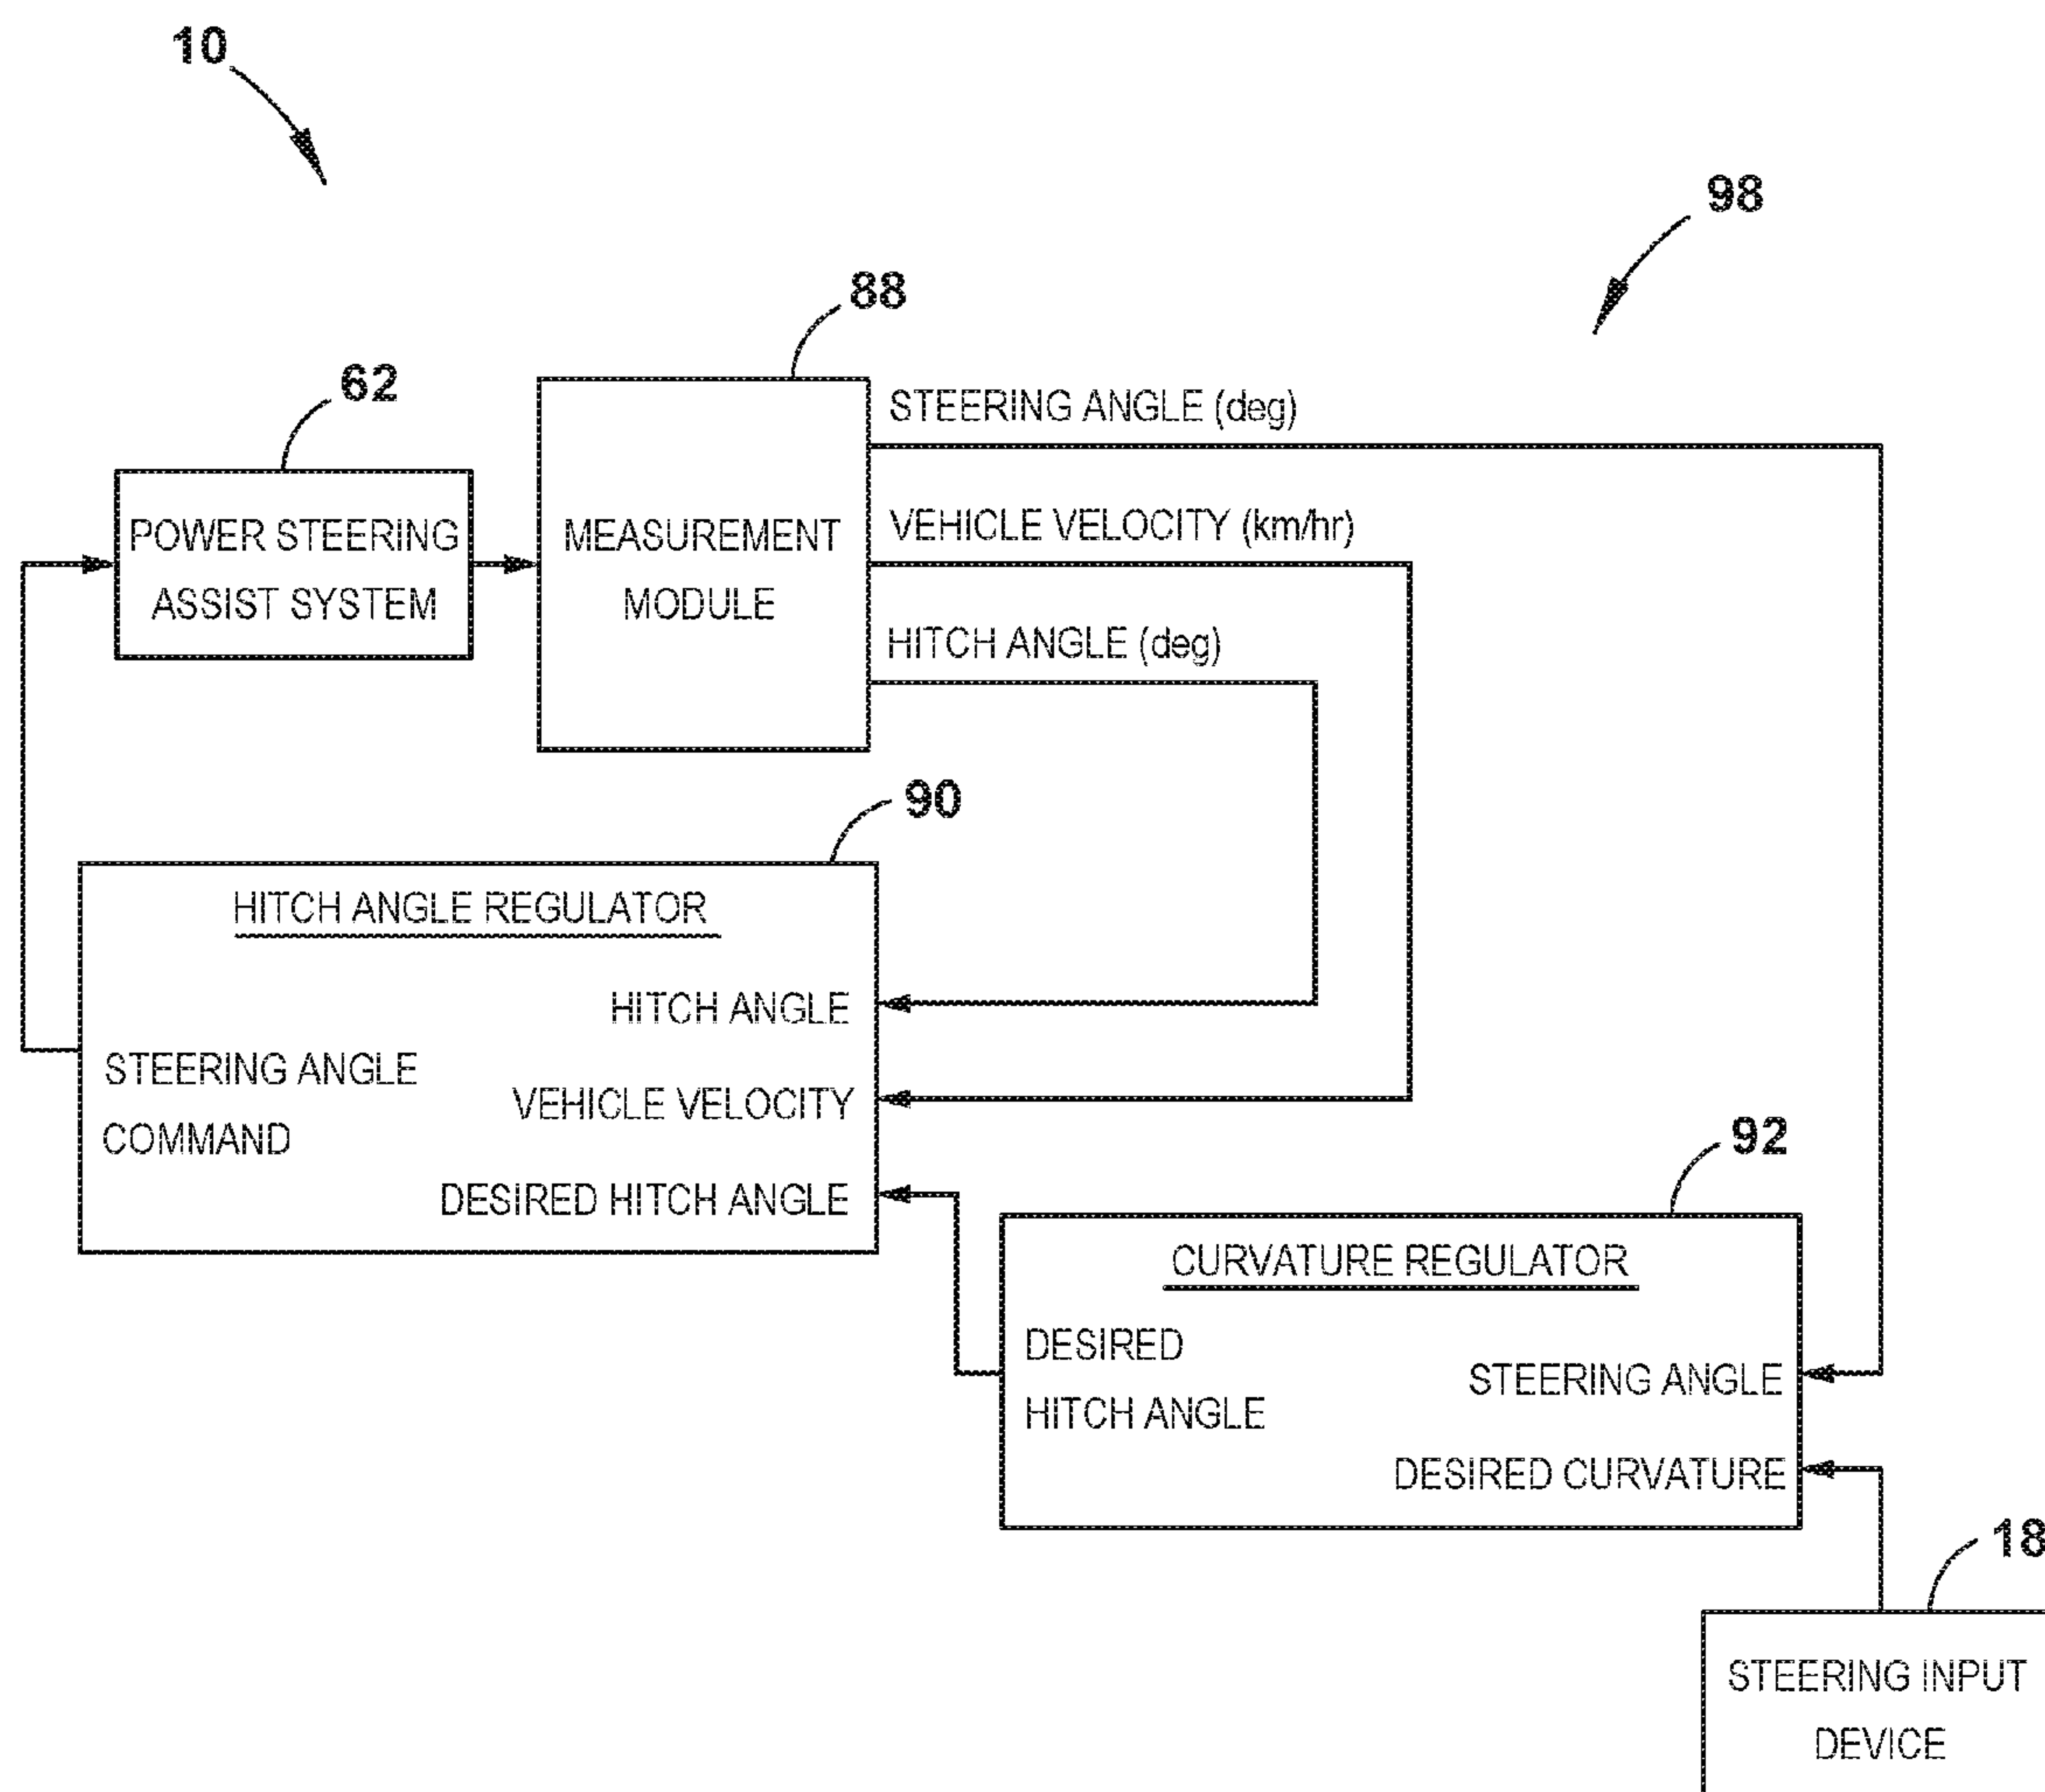 10
98
88
62
STEERING ANGLE (deg)
POWER STEERING
ASSIST SYSTEM
MEASUREMENT
MODULE
VEHICLE VELOCITY (km/hr)
HITCH ANGLE (deg)
90
HITCH ANGLE REGULATOR
HITCH ANGLE
STEERING ANGLE
COMMAND
VEHICLE VELOCITY
DESIRED HITCH ANGLE
92
CURVATURE REGULATOR
DESIRED
HITCH ANGLE
STEERING ANGLE
DESIRED CURVATURE
18
STEERING INPUT
DEVICE